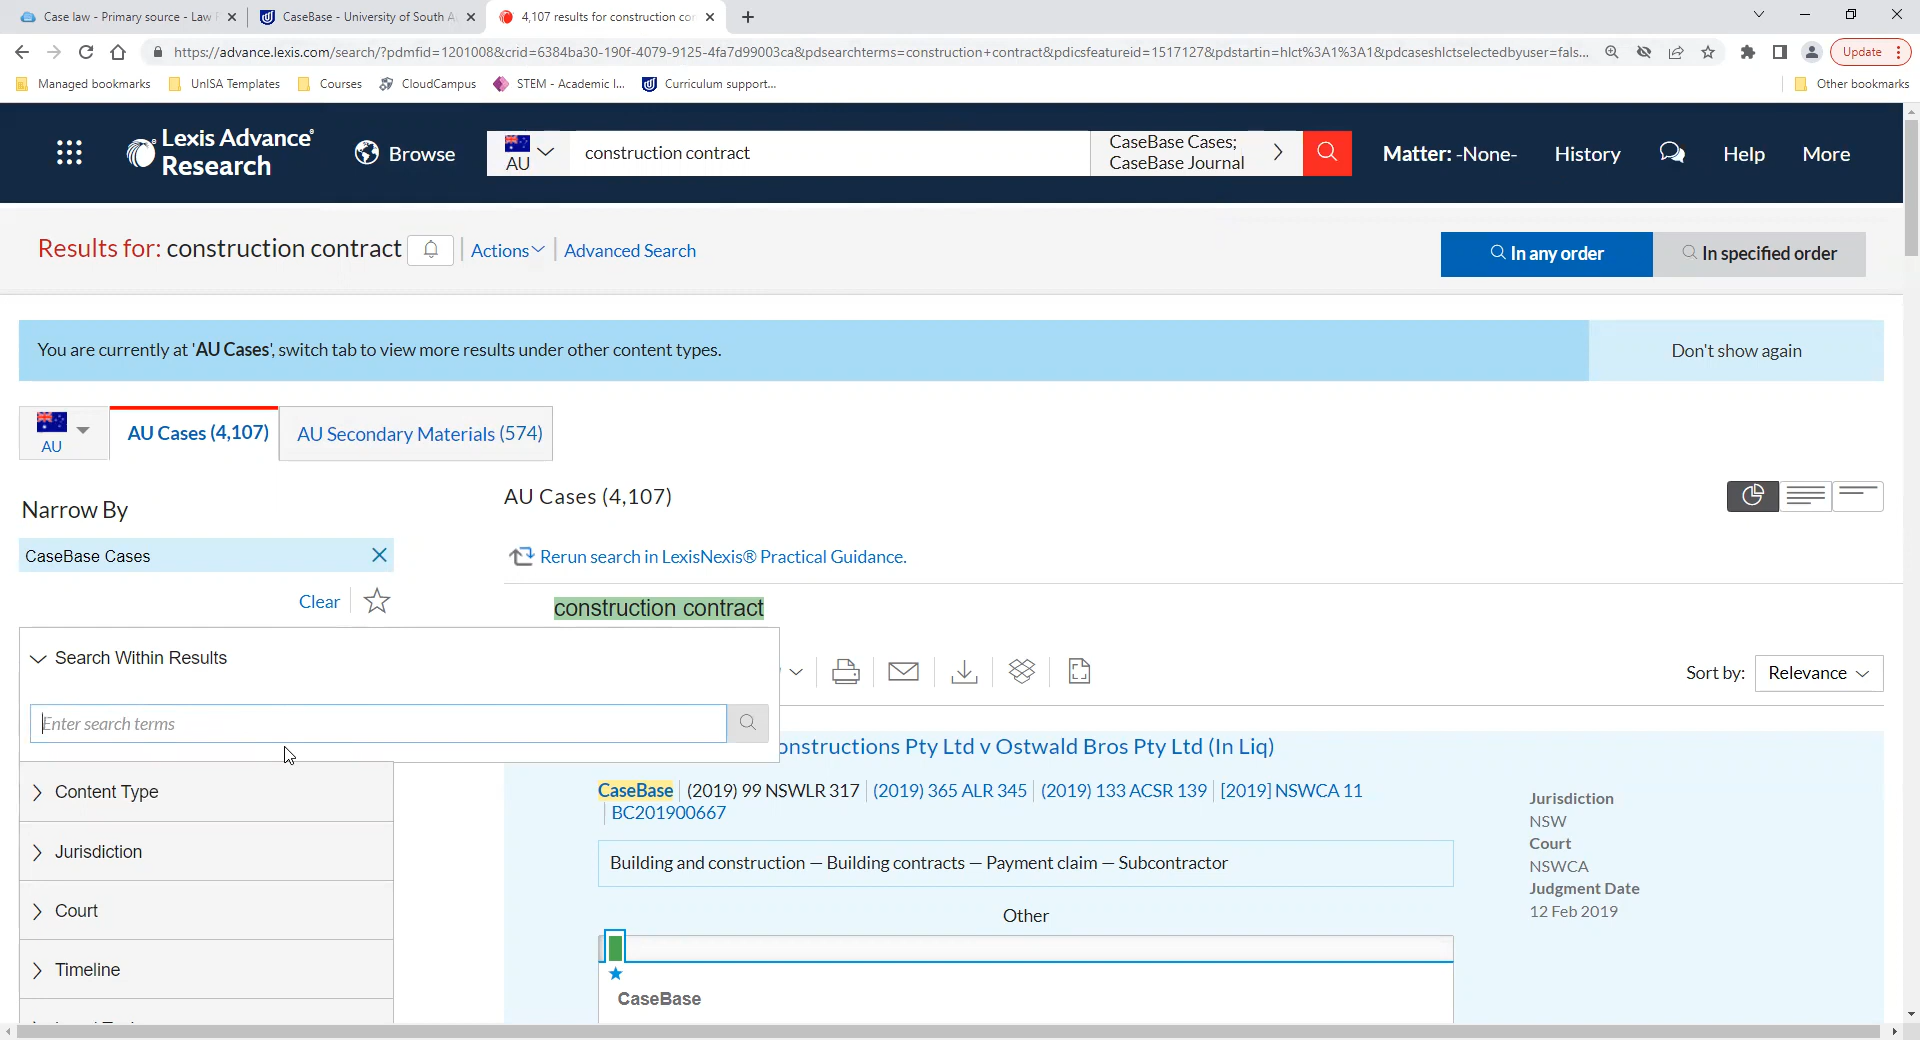 Case law - Primary source - Law
CaseBase - University of South A
4,107 results for construction con
https://advance.lexis.com/search/?pdmfid=1201008&crid=6384ba30-190f-4079-9125-4fa7d99003ca&pdsearchterms=construction+contract&pdicsfeatureid=1517127&pdstartin=hlct%3A1%3A1&pdcaseshlctselectedbyuser=fals...
Update
Managed bookmarks
UniSA Templates
Courses
CloudCampus
STEM - Academic I...
Curriculum support...
Other bookmarks
Lexis Advance®
Research
Browse
AU
construction contract
CaseBase Cases;
CaseBase Journal
Matter: -None-
History
Help
More
Results for: construction contract
Actions
Advanced Search
In any order
In specified order
You are currently at 'AU Cases', switch tab to view more results under other content types.
Don't show again
AU
AU Cases (4,107)
AU Secondary Materials (574)
Narrow By
AU Cases (4,107)
CaseBase Cases
Rerun search in LexisNexis® Practical Guidance.
Clear
construction contract
Search Within Results
Sort by:
Relevance
Enter search terms
onstructions Pty Ltd v Ostwald Bros Pty Ltd (In Liq)
CaseBase
(2019) 99 NSWLR 317
(2019) 365 ALR 345
(2019) 133 ACSR 139
[2019] NSWCA 11
BC201900667
Jurisdiction
NSW
Court
NSWCA
Judgment Date
12 Feb 2019
Content Type
Jurisdiction
Building and construction — Building contracts — Payment claim — Subcontractor
Court
Other
Timeline
CaseBase